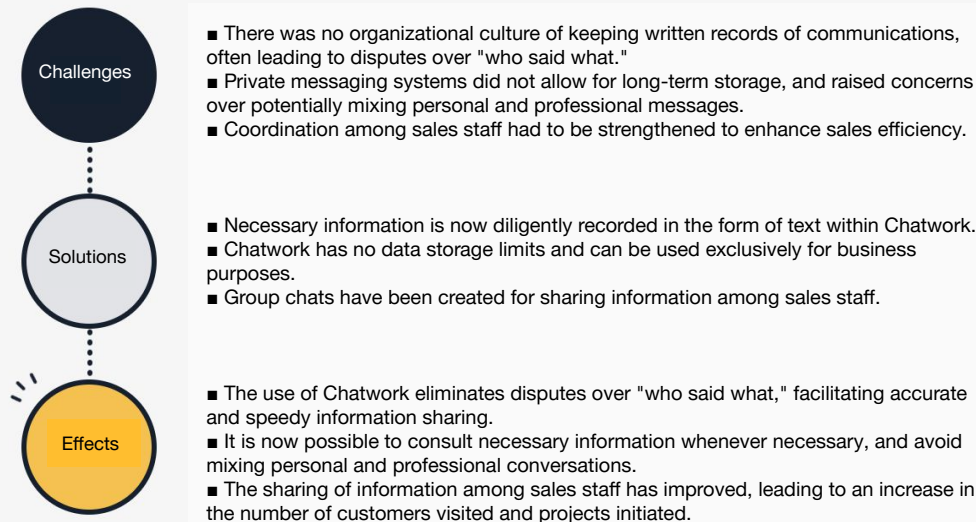 Challenges
■ There was no organizational culture of keeping written records of communications,
often leading to disputes over "who said what."
■ Private messaging systems did not allow for long-term storage, and raised concerns
over potentially mixing personal and professional messages.
■ Coordination among sales staff had to be strengthened to enhance sales efficiency.
Solutions
■ Necessary information is now diligently recorded in the form of text within Chatwork.
■ Chatwork has no data storage limits and can be used exclusively for business
purposes.
■ Group chats have been created for sharing information among sales staff.
Effects
■ The use of Chatwork eliminates disputes over "who said what," facilitating accurate
and speedy information sharing.
■ It is now possible to consult necessary information whenever necessary, and avoid
mixing personal and professional conversations.
■ The sharing of information among sales staff has improved, leading to an increase in
the number of customers visited and projects initiated.